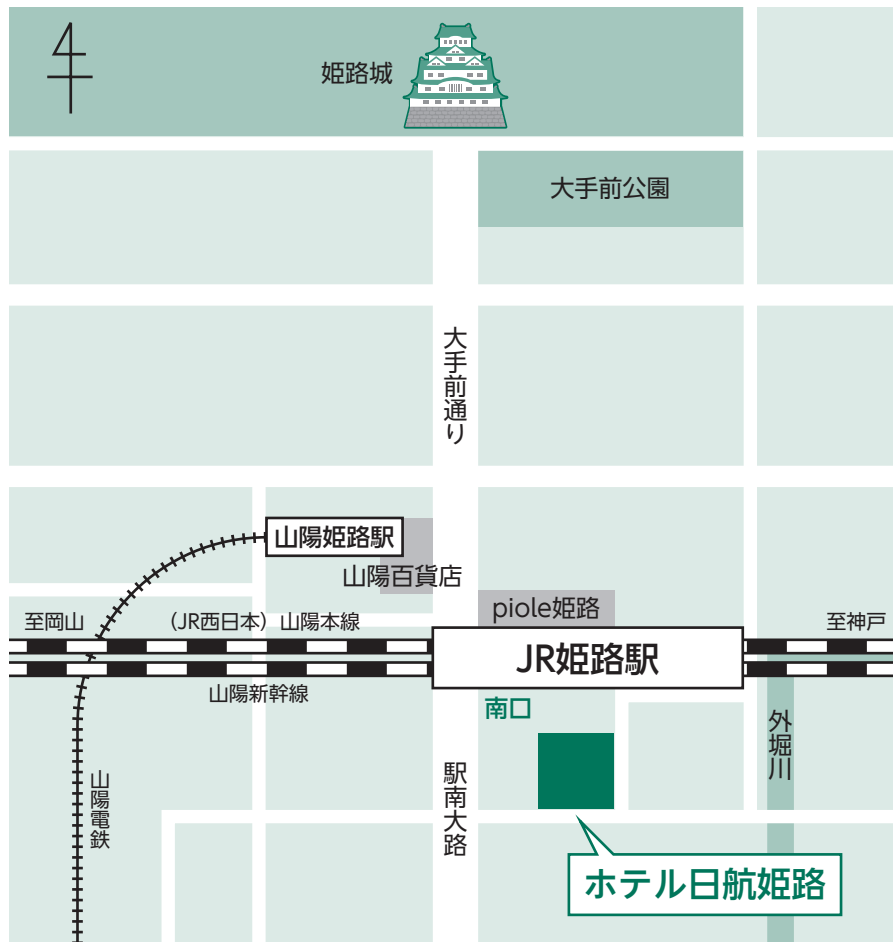 姫路城
大手前公園
大手前通り
山陽姫路駅
山陽百貨店
piole姫路
至岡山
(JR西日本)山陽本線
至神戸
JR姫路駅
山陽新幹線
南口
外堀川
山陽電鉄
駅南大路
ホテル日航姫路